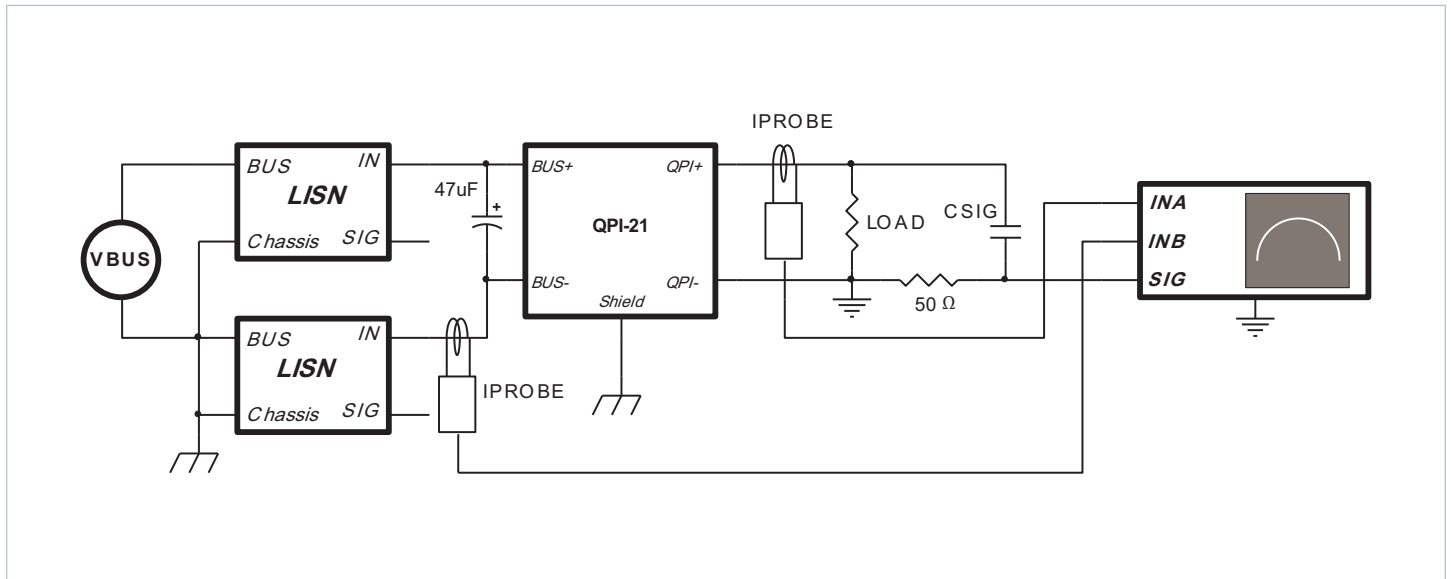 IPROBE
BUS
IN
LISN
Chassis
SIG
47uF
+
BUS+
QPI+
QPI-21
BUS-
QPI-
Shield
LOAD
CSIG
50 Ω
INA
INB
SIG
VBUS
BUS
IN
LISN
Chassis
SIG
IPROBE